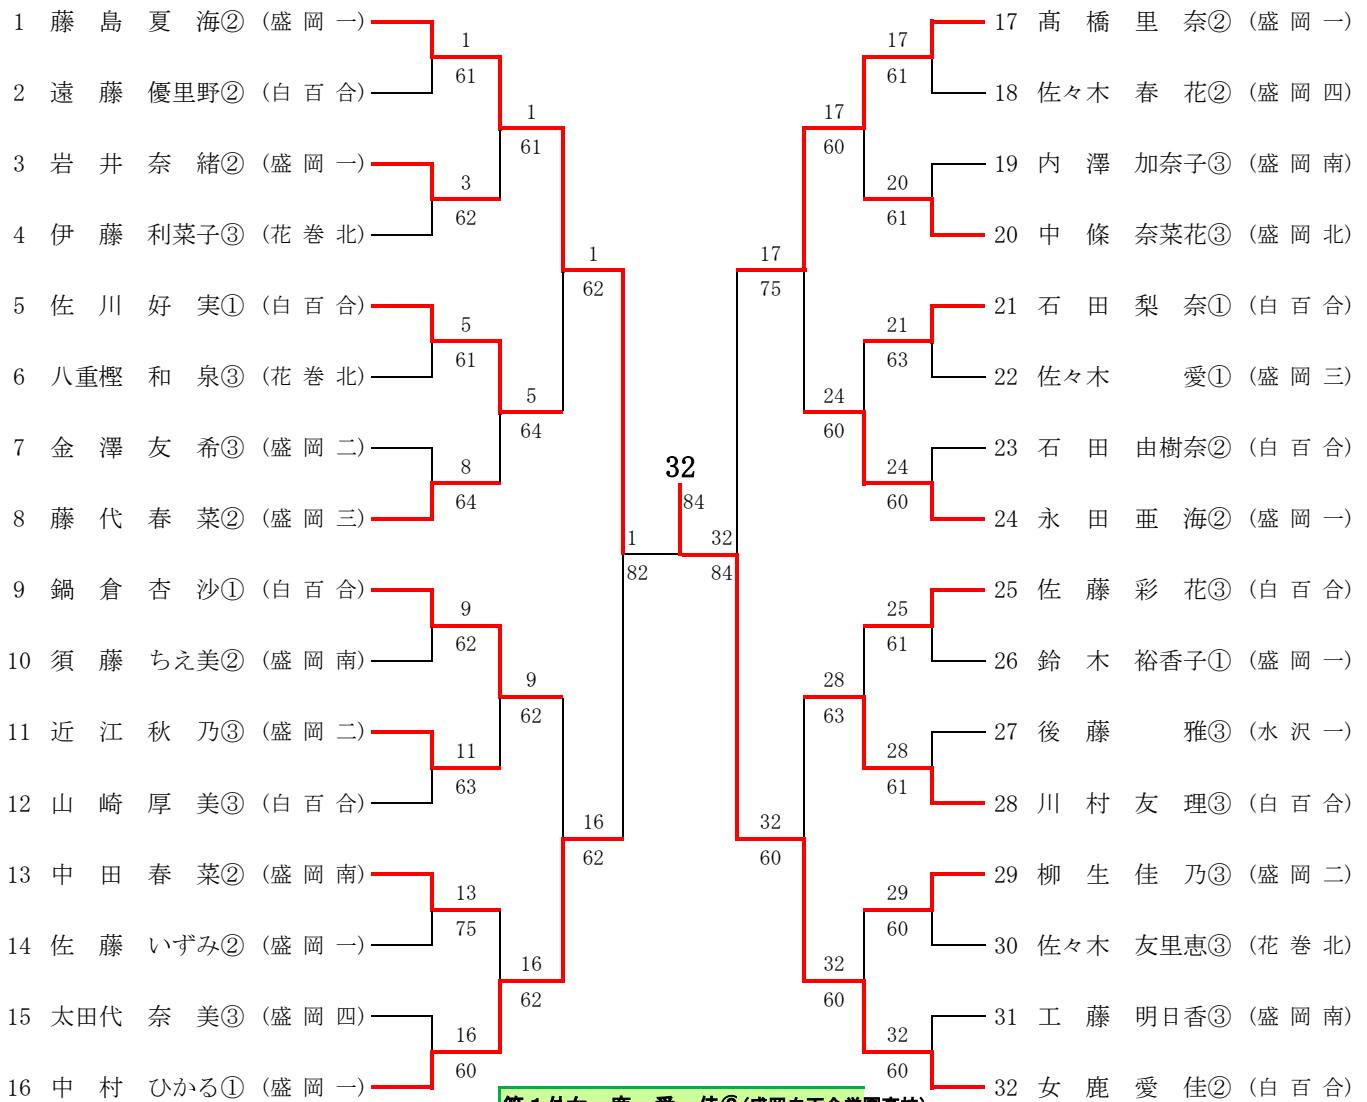 1 藤 島 夏 海② (盛 岡 一)
2 遠 藤 優里野② (白 百 合)
3 岩 井 奈 緒② (盛 岡 一)
4 伊 藤 利菜子③ (花 巻 北)
5 佐 川 好 実① (白 百 合)
6 八重樫 和 泉③ (花 巻 北)
7 金 澤 友 希③ (盛 岡 二)
8 藤 代 春 菜② (盛 岡 三)
9 鍋 倉 杏 沙① (白 百 合)
10 須 藤 ちえ美② (盛 岡 南)
11 近 江 秋 乃③ (盛 岡 二)
12 山 崎 厚 美③ (白 百 合)
13 中 田 春 菜② (盛 岡 南)
14 佐 藤 いずみ② (盛 岡 一)
15 太田代 奈 美③ (盛 岡 四)
16 中 村 ひかる① (盛 岡 一)
1
61
3
62
5
61
8
64
9
62
11
63
13
75
16
60
1
61
5
64
9
62
16
62
1
62
16
62
1
82
32
84
32
84
17
75
32
60
17
60
24
60
28
63
32
60
17
61
20
61
21
63
24
60
25
61
28
61
29
60
32
60
17 髙 橋 里 奈② (盛 岡 一)
18 佐々木 春 花② (盛 岡 四)
19 内 澤 加奈子③ (盛 岡 南)
20 中 條 奈菜花③ (盛 岡 北)
21 石 田 梨 奈① (白 百 合)
22 佐々木 愛① (盛 岡 三)
23 石 田 由樹奈② (白 百 合)
24 永 田 亜 海② (盛 岡 一)
25 佐 藤 彩 花③ (白 百 合)
26 鈴 木 裕香子① (盛 岡 一)
27 後 藤 雅③ (水 沢 一)
28 川 村 友 理③ (白 百 合)
29 柳 生 佳 乃③ (盛 岡 二)
30 佐々木 友里恵③ (花 巻 北)
31 工 藤 明日香③ (盛 岡 南)
32 女 鹿 愛 佳② (白 百 合)